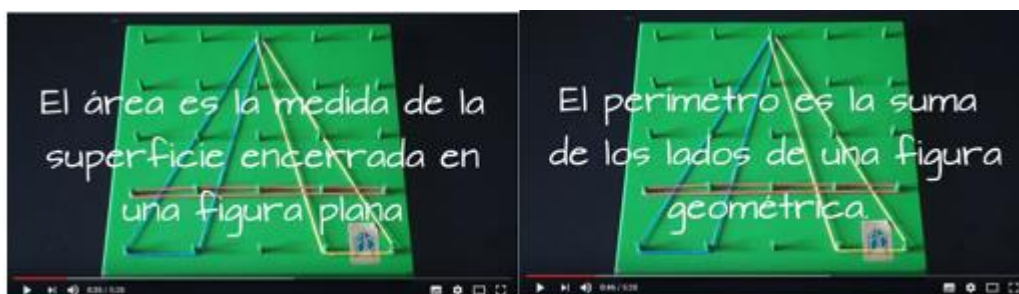 El área es la medida de la
superficie encerrada en
una figura plana
El perímetro es la suma
de los lados de una figura
geométrica.